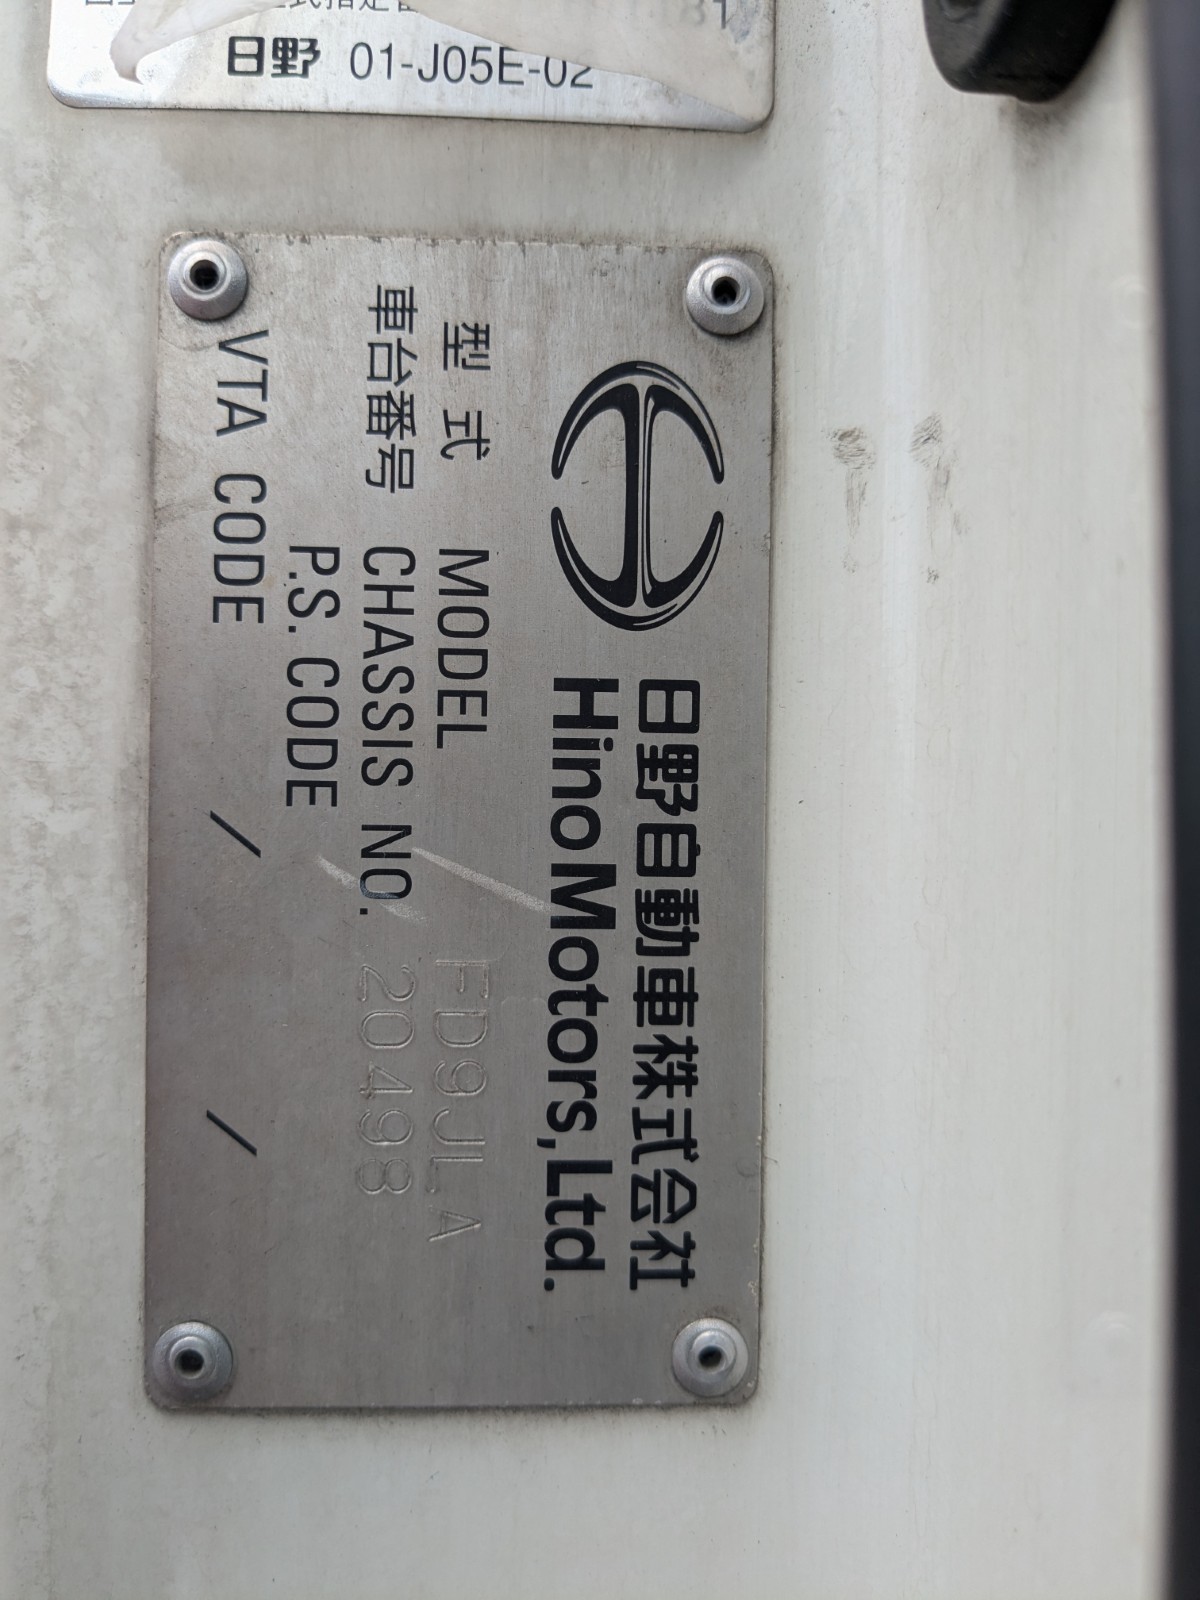 日野 01-J05E-02
日野自動車株式会社
Hino Motors, Ltd.
型式 MODEL FD9JLA
車台番号 CHASSIS NO. 20498
P.S. CODE
VTA CODE / /